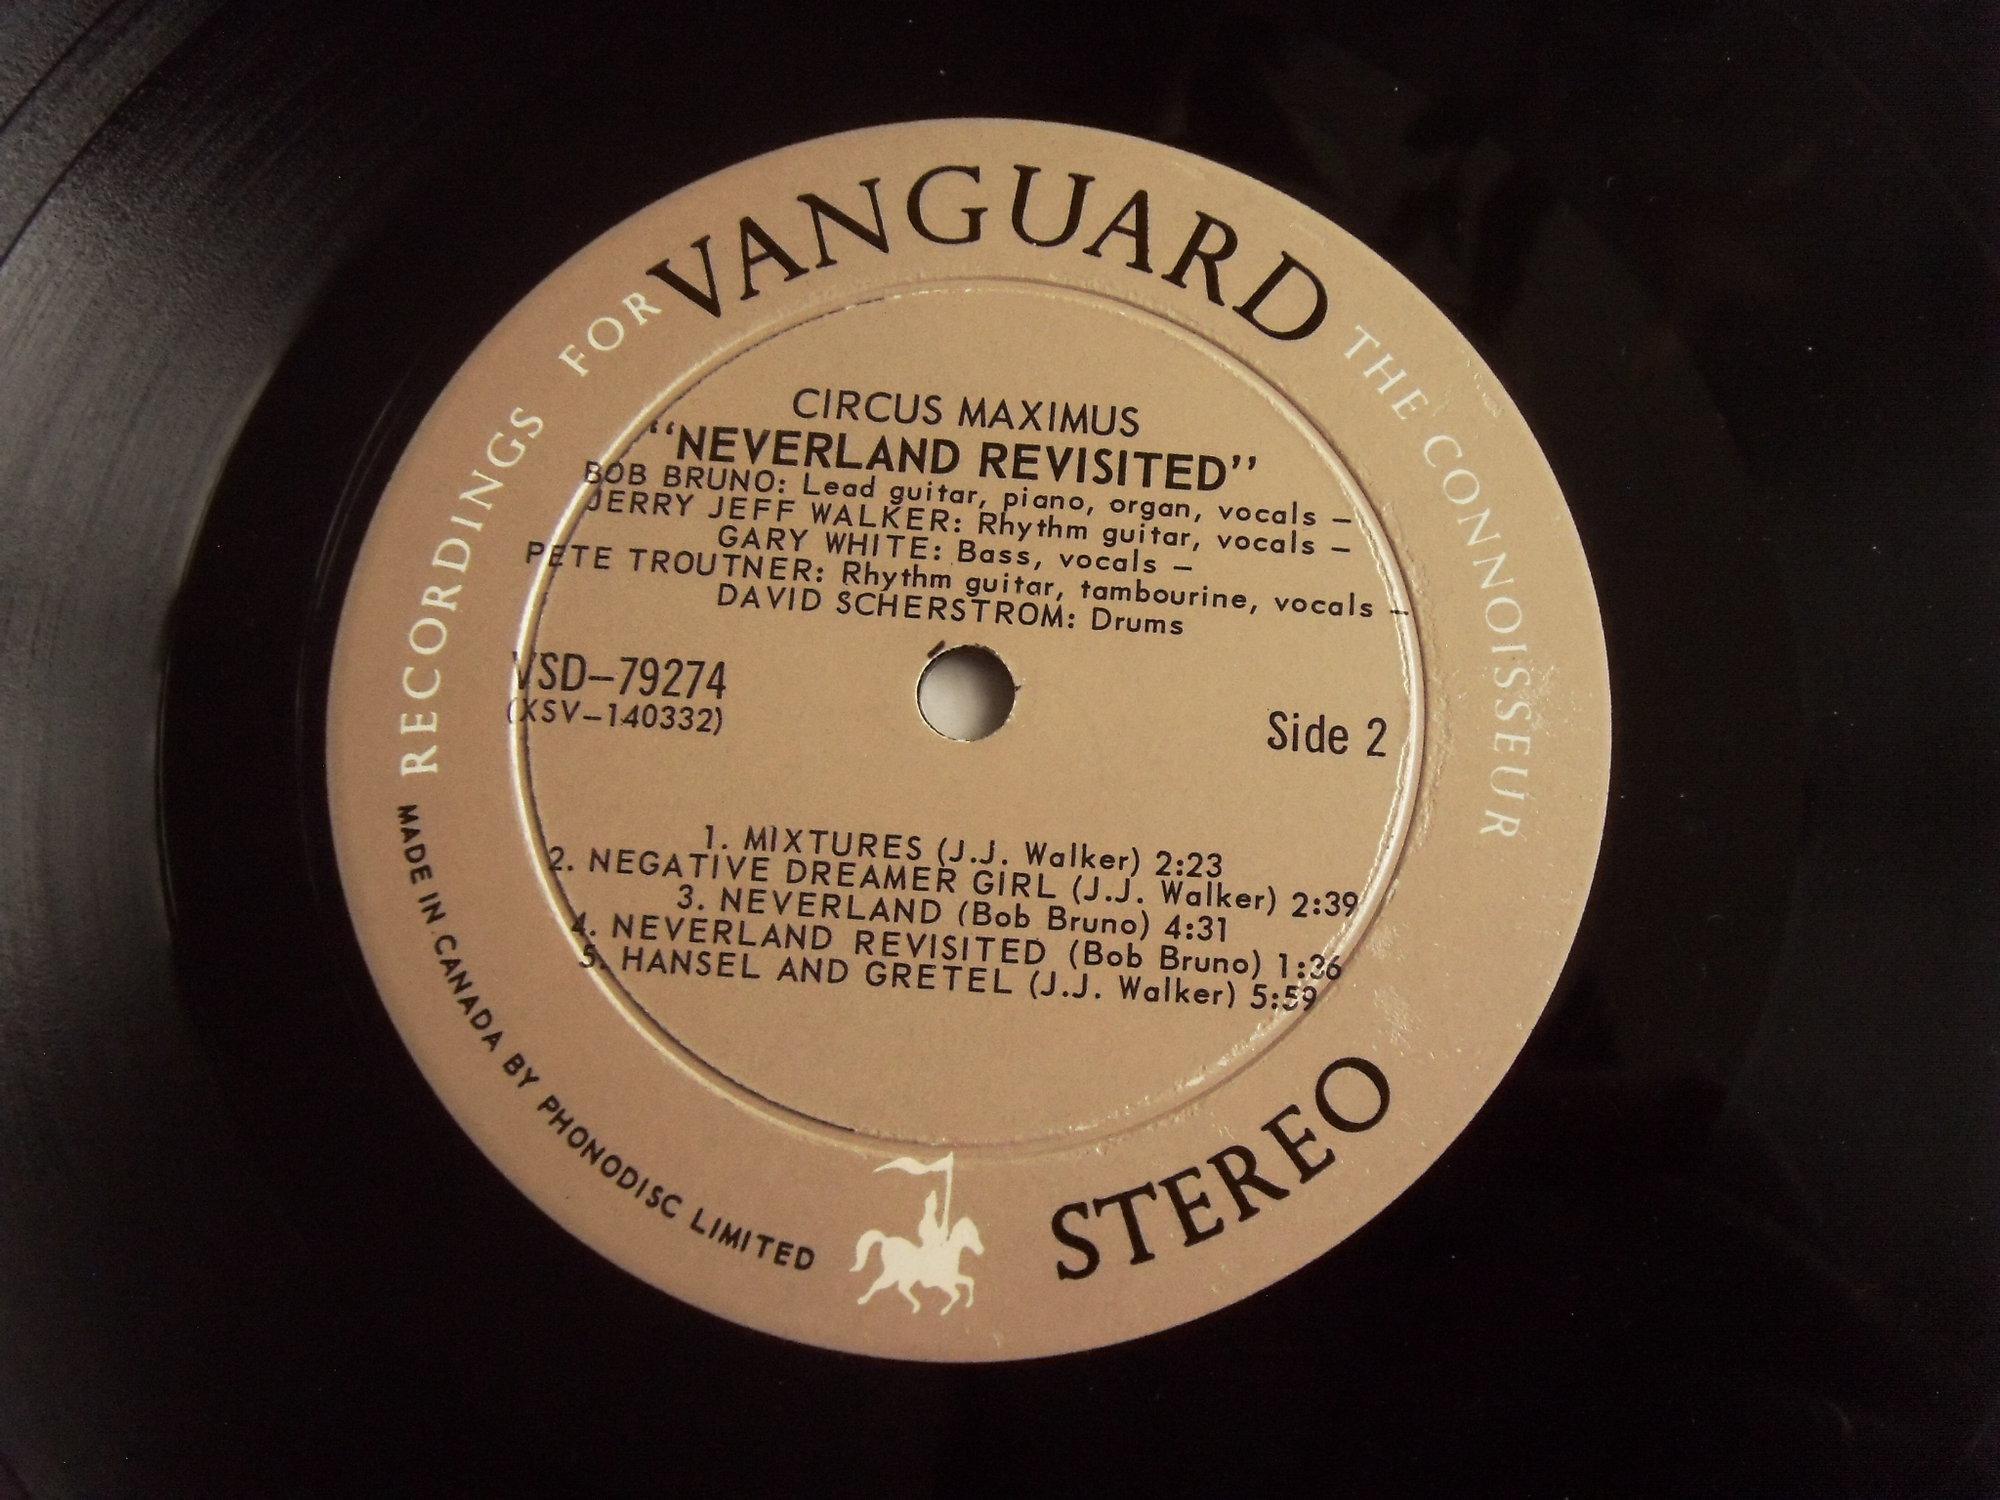 RECORDINGS FOR VANGUARD THE CONNOISSEUR
CIRCUS MAXIMUS
“NEVERLAND REVISITED”
BOB BRUNO: Lead guitar, piano, organ, vocals –
JERRY JEFF WALKER: Rhythm guitar, vocals –
GARY WHITE: Bass, vocals –
PETE TROUTNER: Rhythm guitar, tambourine, vocals –
DAVID SCHERSTROM: Drums
VSD–79274
(XSV–140332)
Side 2
1. MIXTURES (J.J. Walker) 2:23
2. NEGATIVE DREAMER GIRL (J.J. Walker) 2:39
3. NEVERLAND (Bob Bruno) 4:31
4. NEVERLAND REVISITED (Bob Bruno) 1:36
5. HANSEL AND GRETEL (J.J. Walker) 5:59
MADE IN CANADA BY PHONODISC LIMITED
STEREO